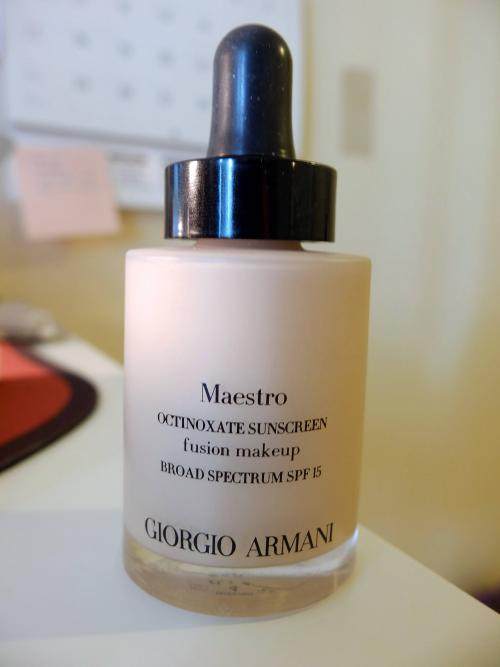 Maestro
OCTINOXATE SUNSCREEN
fusion makeup
BROAD SPECTRUM SPF 15
GIORGIO ARMANI